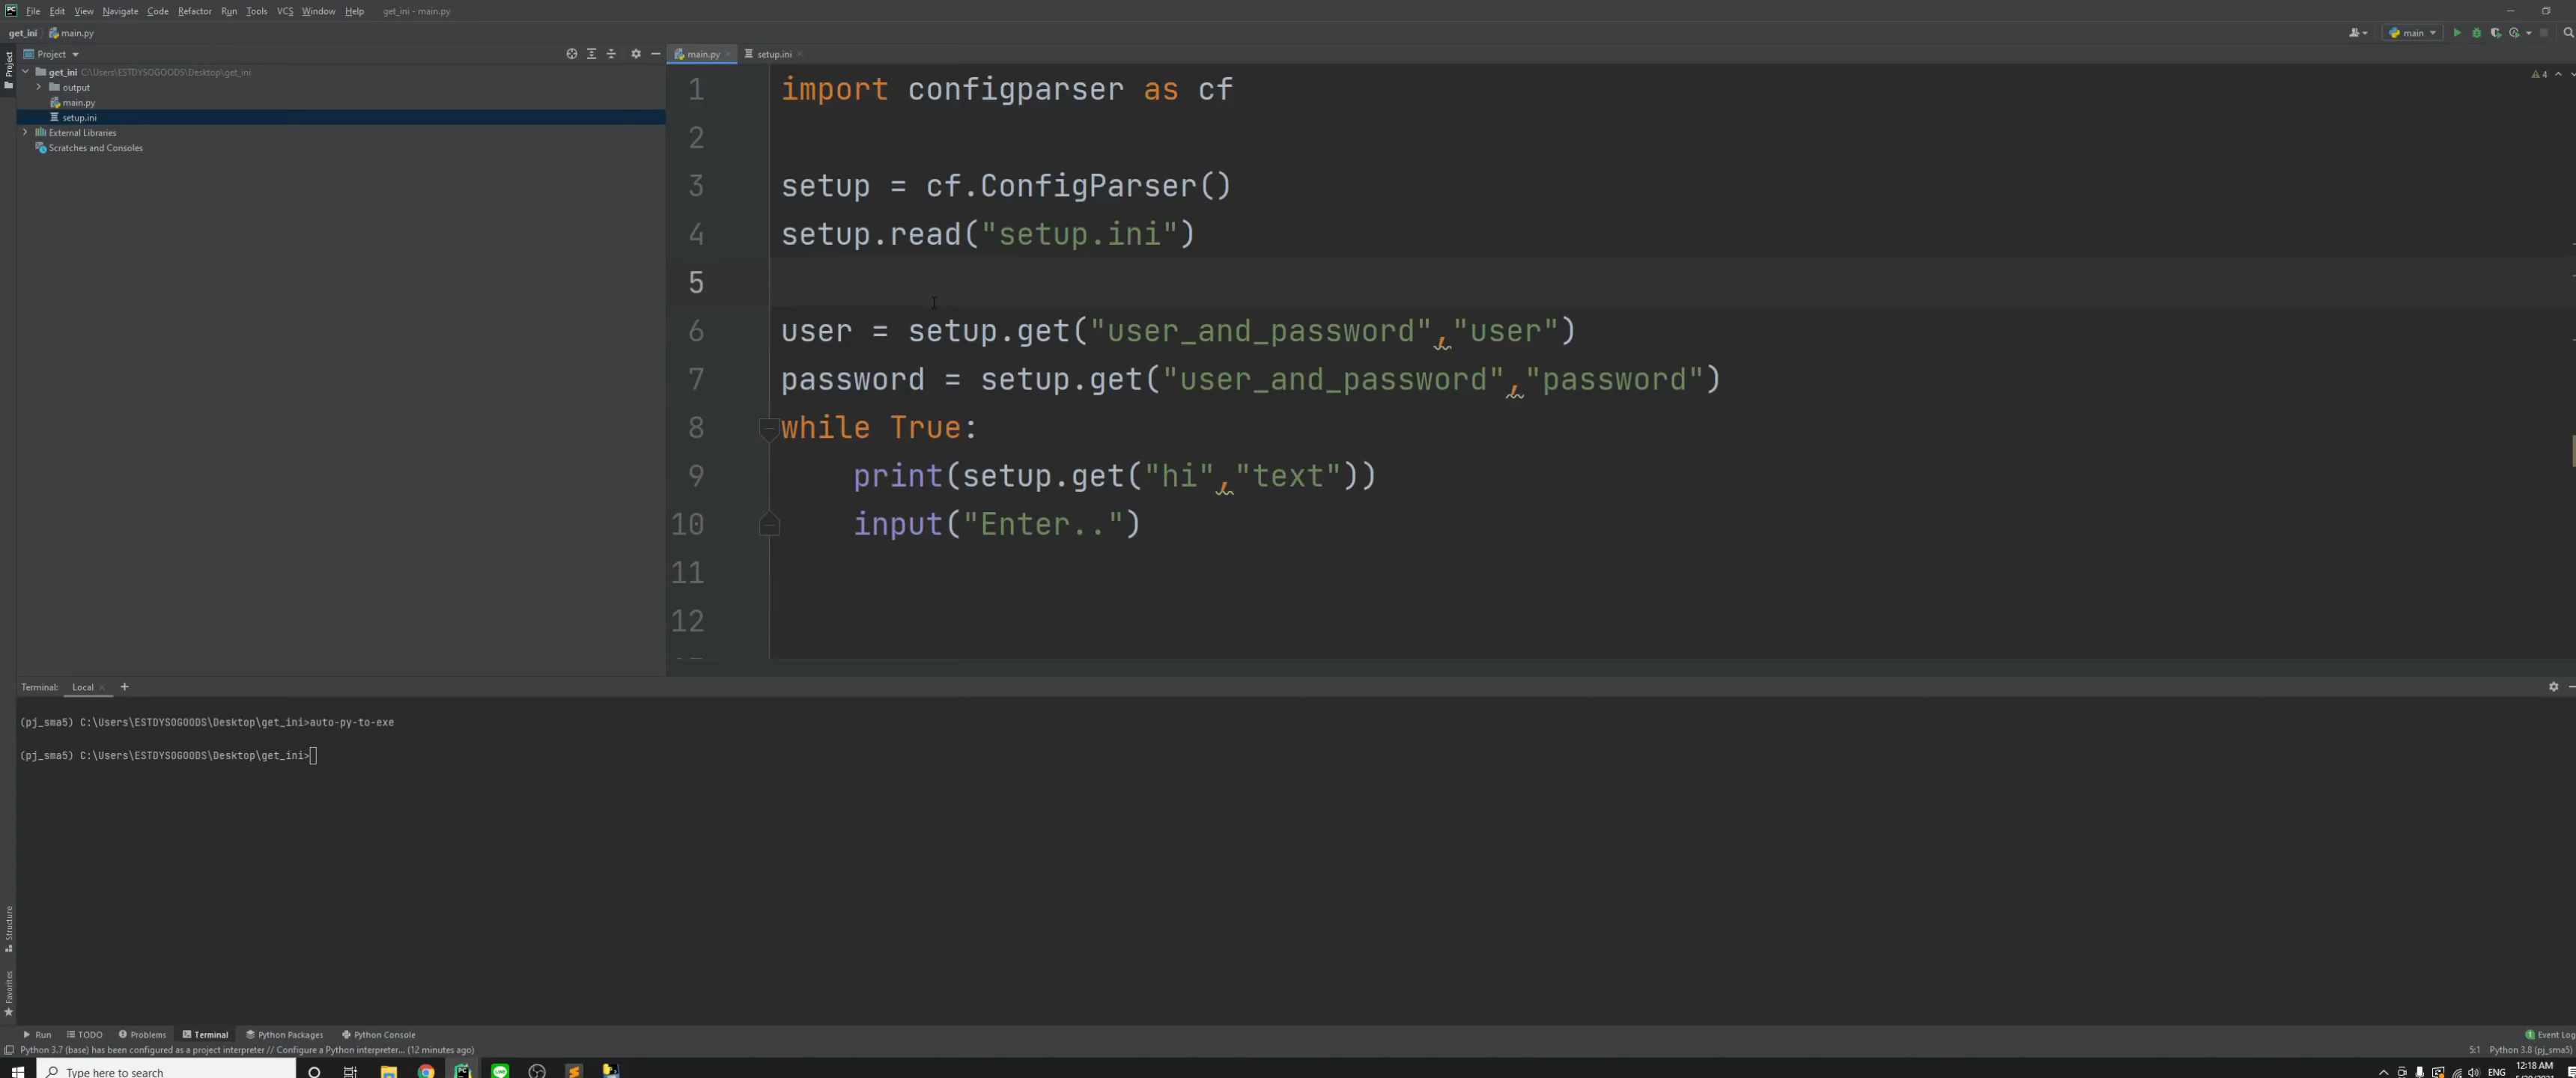 File Edit View Navigate Code Refactor Run Tools VCS Window Help get_ini - main.py
get_ini main.py main
Project main.py setup.ini
get_ini C:\Users\ESTDYSOGOODS\Desktop\get_ini
output
main.py
setup.ini
External Libraries
Scratches and Consoles
4
1 import configparser as cf
2
3 setup = cf.ConfigParser()
4 setup.read("setup.ini")
5
6 user = setup.get("user_and_password","user")
7 password = setup.get("user_and_password","password")
8 while True:
9 print(setup.get("hi","text"))
10 input("Enter..")
11
12
Terminal: Local +
(pj_sma5) C:\Users\ESTDYSOGOODS\Desktop\get_ini>auto-py-to-exe
(pj_sma5) C:\Users\ESTDYSOGOODS\Desktop\get_ini>
Project
Structure
Favorites
Run TODO Problems Terminal Python Packages Python Console 1 Event Log
Python 3.7 (base) has been configured as a project interpreter // Configure a Python interpreter... (12 minutes ago) 5:1 Python 3.8 (pj_sma5)
Type here to search ENG 12:18 AM